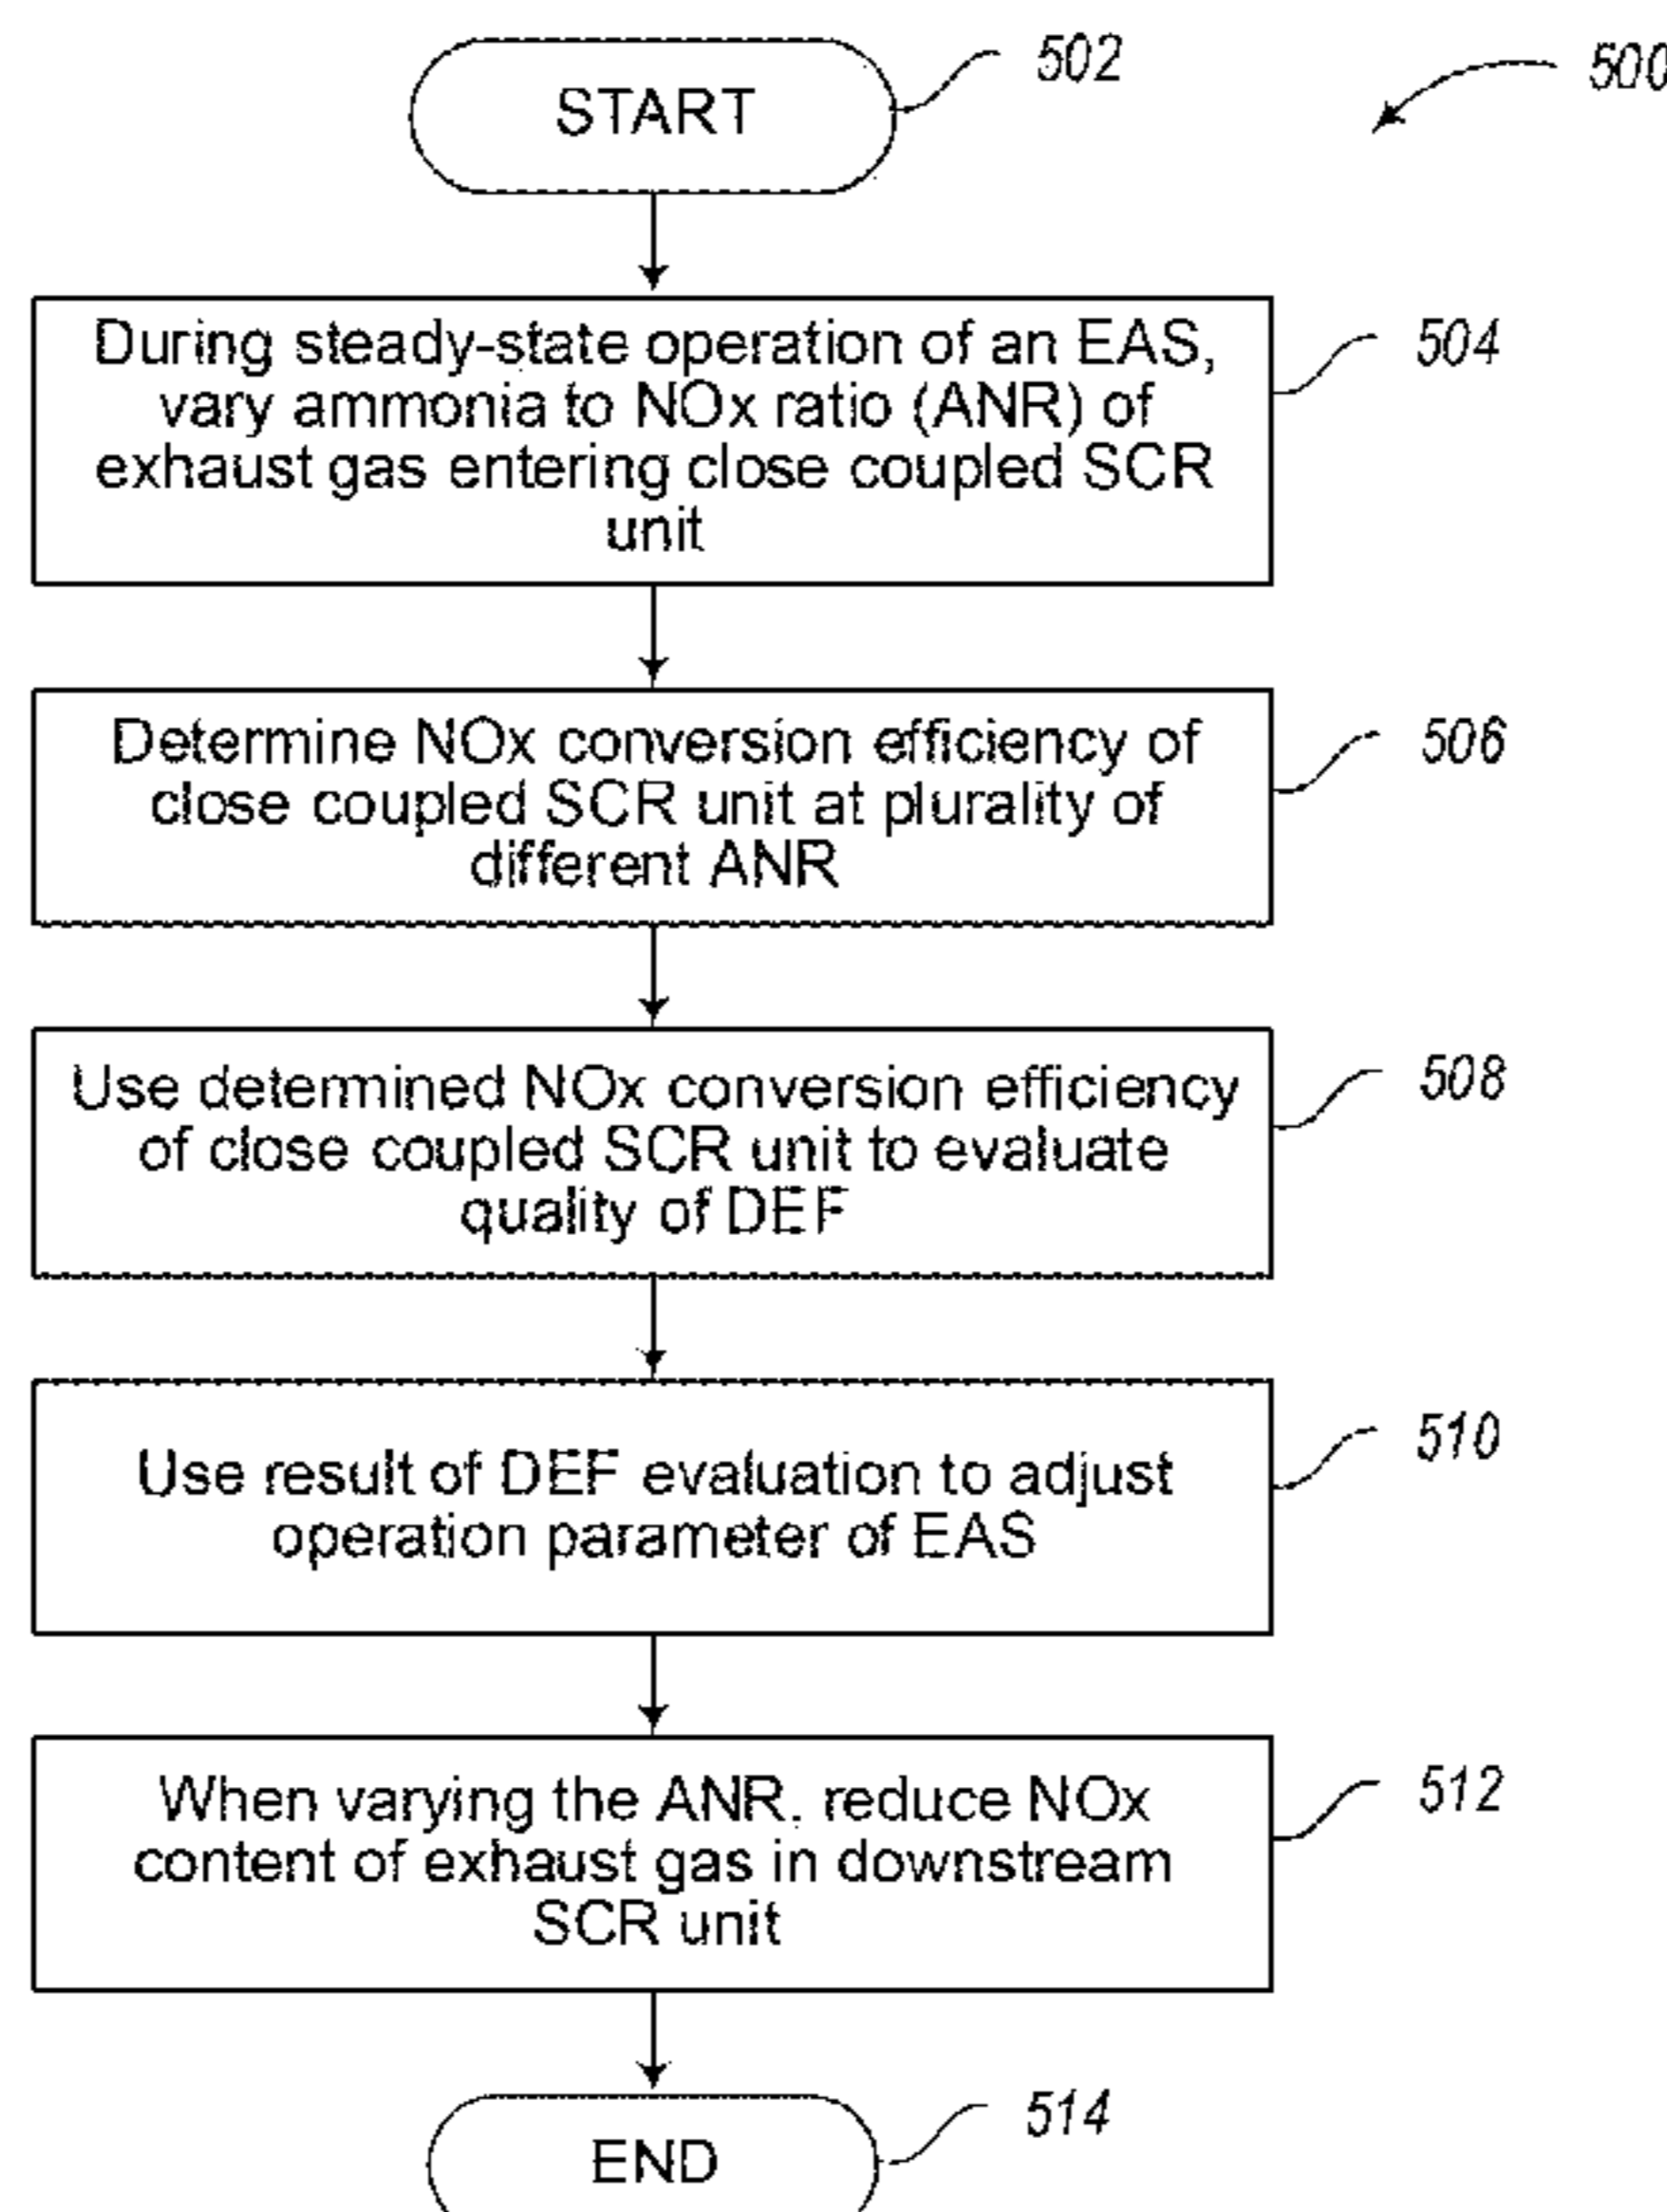 START
502
500
During steady-state operation of an EAS,
vary ammonia to NOx ratio (ANR) of
exhaust gas entering close coupled SCR
unit
504
Determine NOx conversion efficiency of
close coupled SCR unit at plurality of
different ANR
506
Use determined NOx conversion efficiency
of close coupled SCR unit to evaluate
quality of DEF
508
Use result of DEF evaluation to adjust
operation parameter of EAS
510
When varying the ANR, reduce NOx
content of exhaust gas in downstream
SCR unit
512
END
514